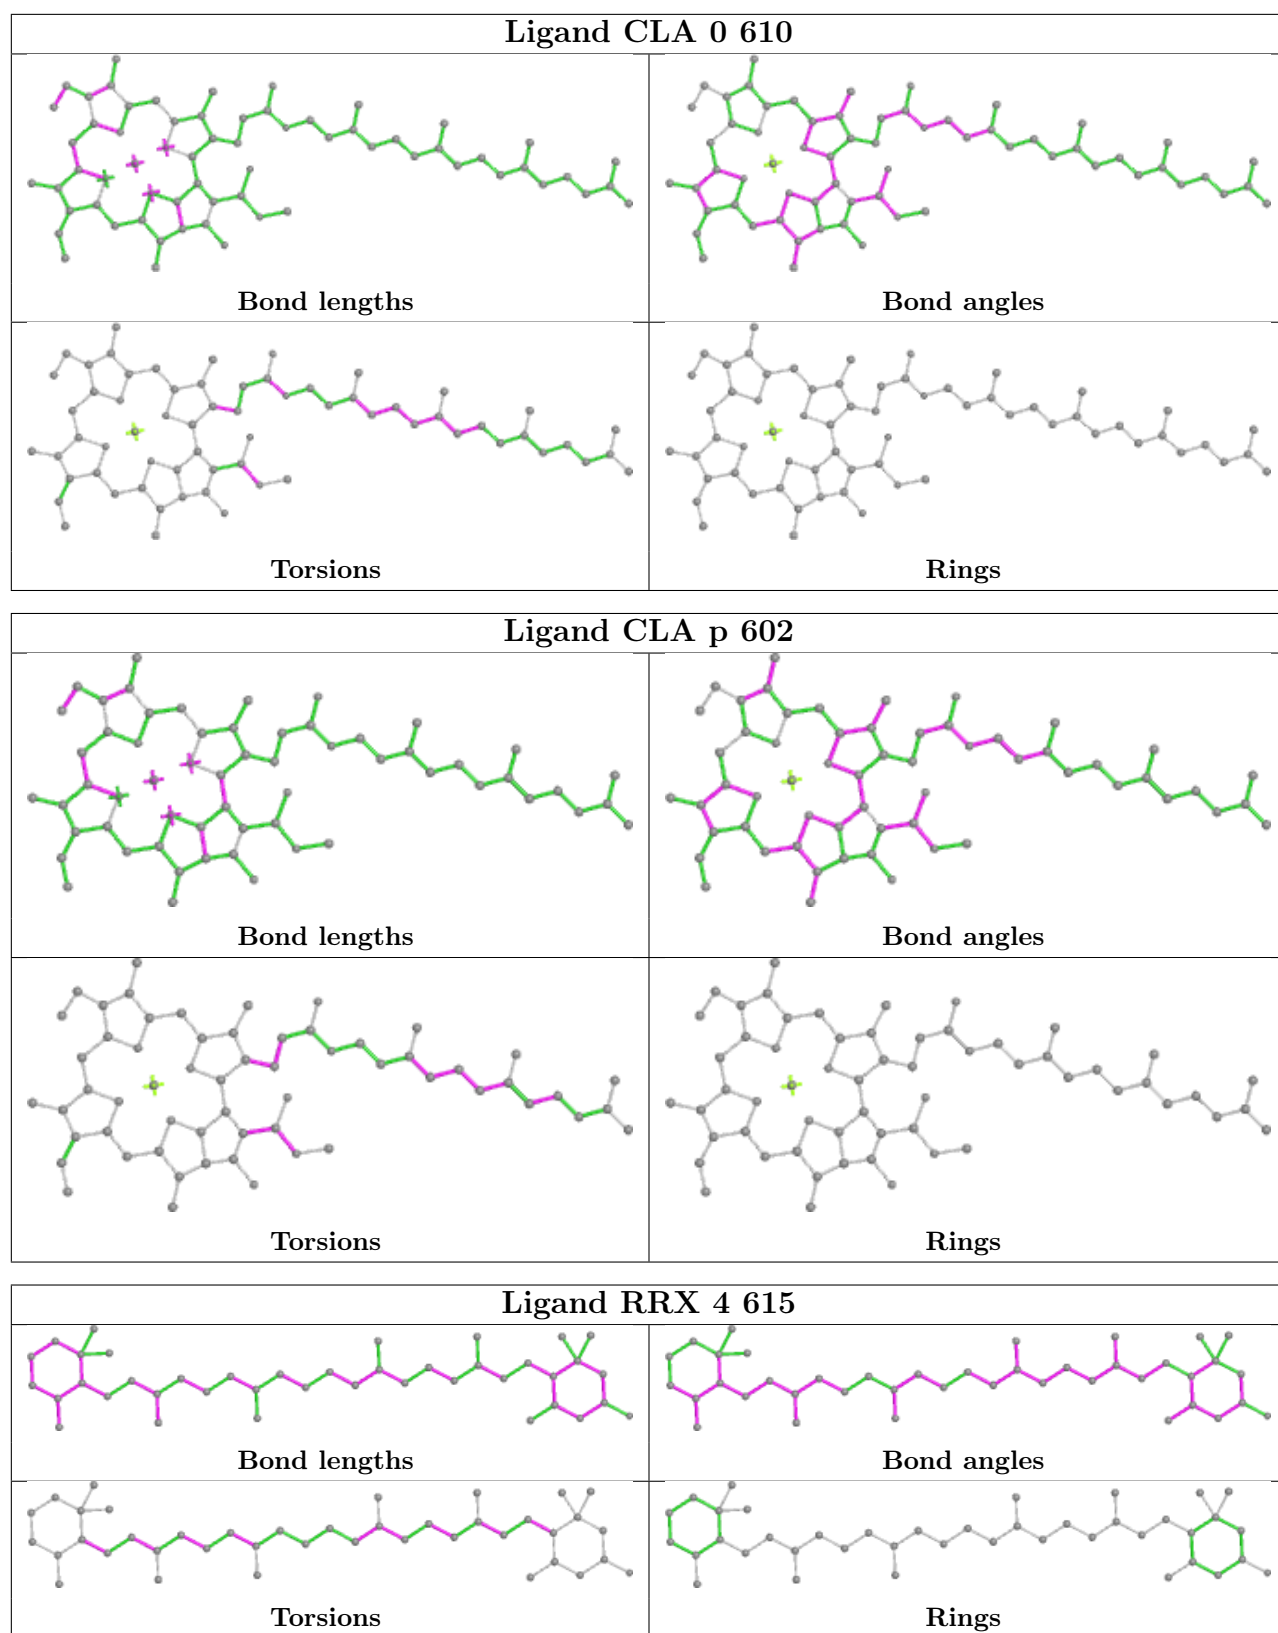 Ligand CLA 0 610
Bond lengths
Bond angles
Torsions
Rings
Ligand CLA p 602
Bond lengths
Bond angles
Torsions
Rings
Ligand RRX 4 615
Bond lengths
Bond angles
Torsions
Rings